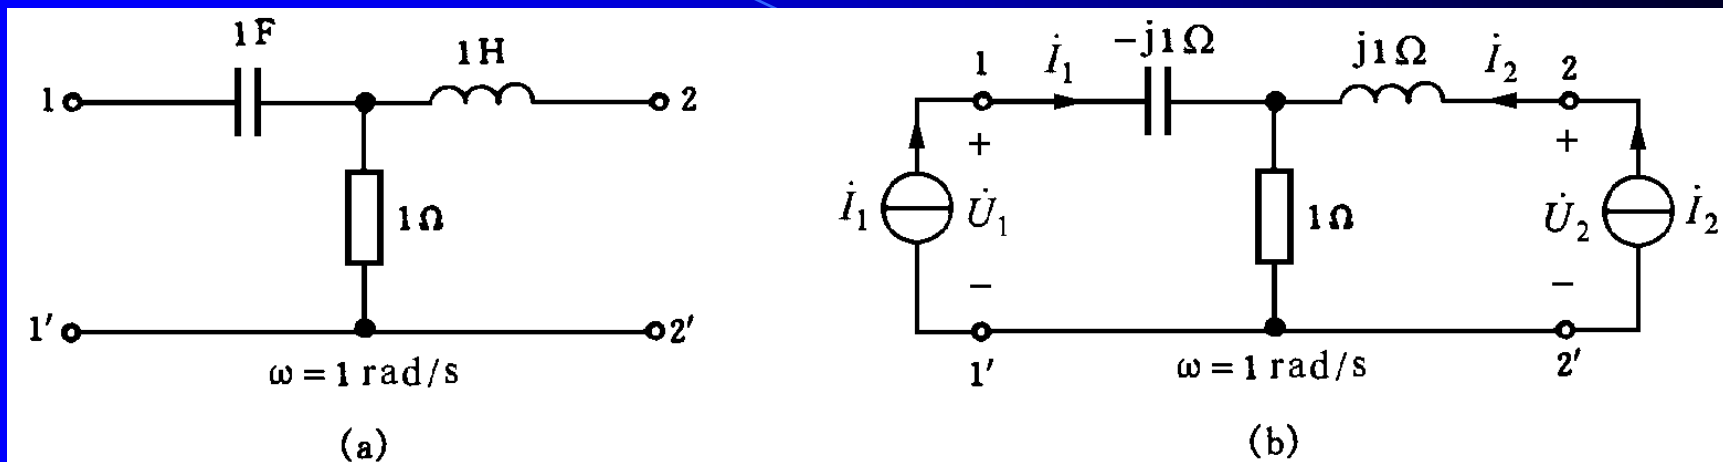 1F
1H
1
2
1Ω
1′
2′
ω = 1 rad/s
(a)
-j1Ω
j1Ω
1
İ₁
İ₂
2
+
+
İ₁
U̇₁
1Ω
U̇₂
İ₂
−
−
1′
ω = 1 rad/s
2′
(b)